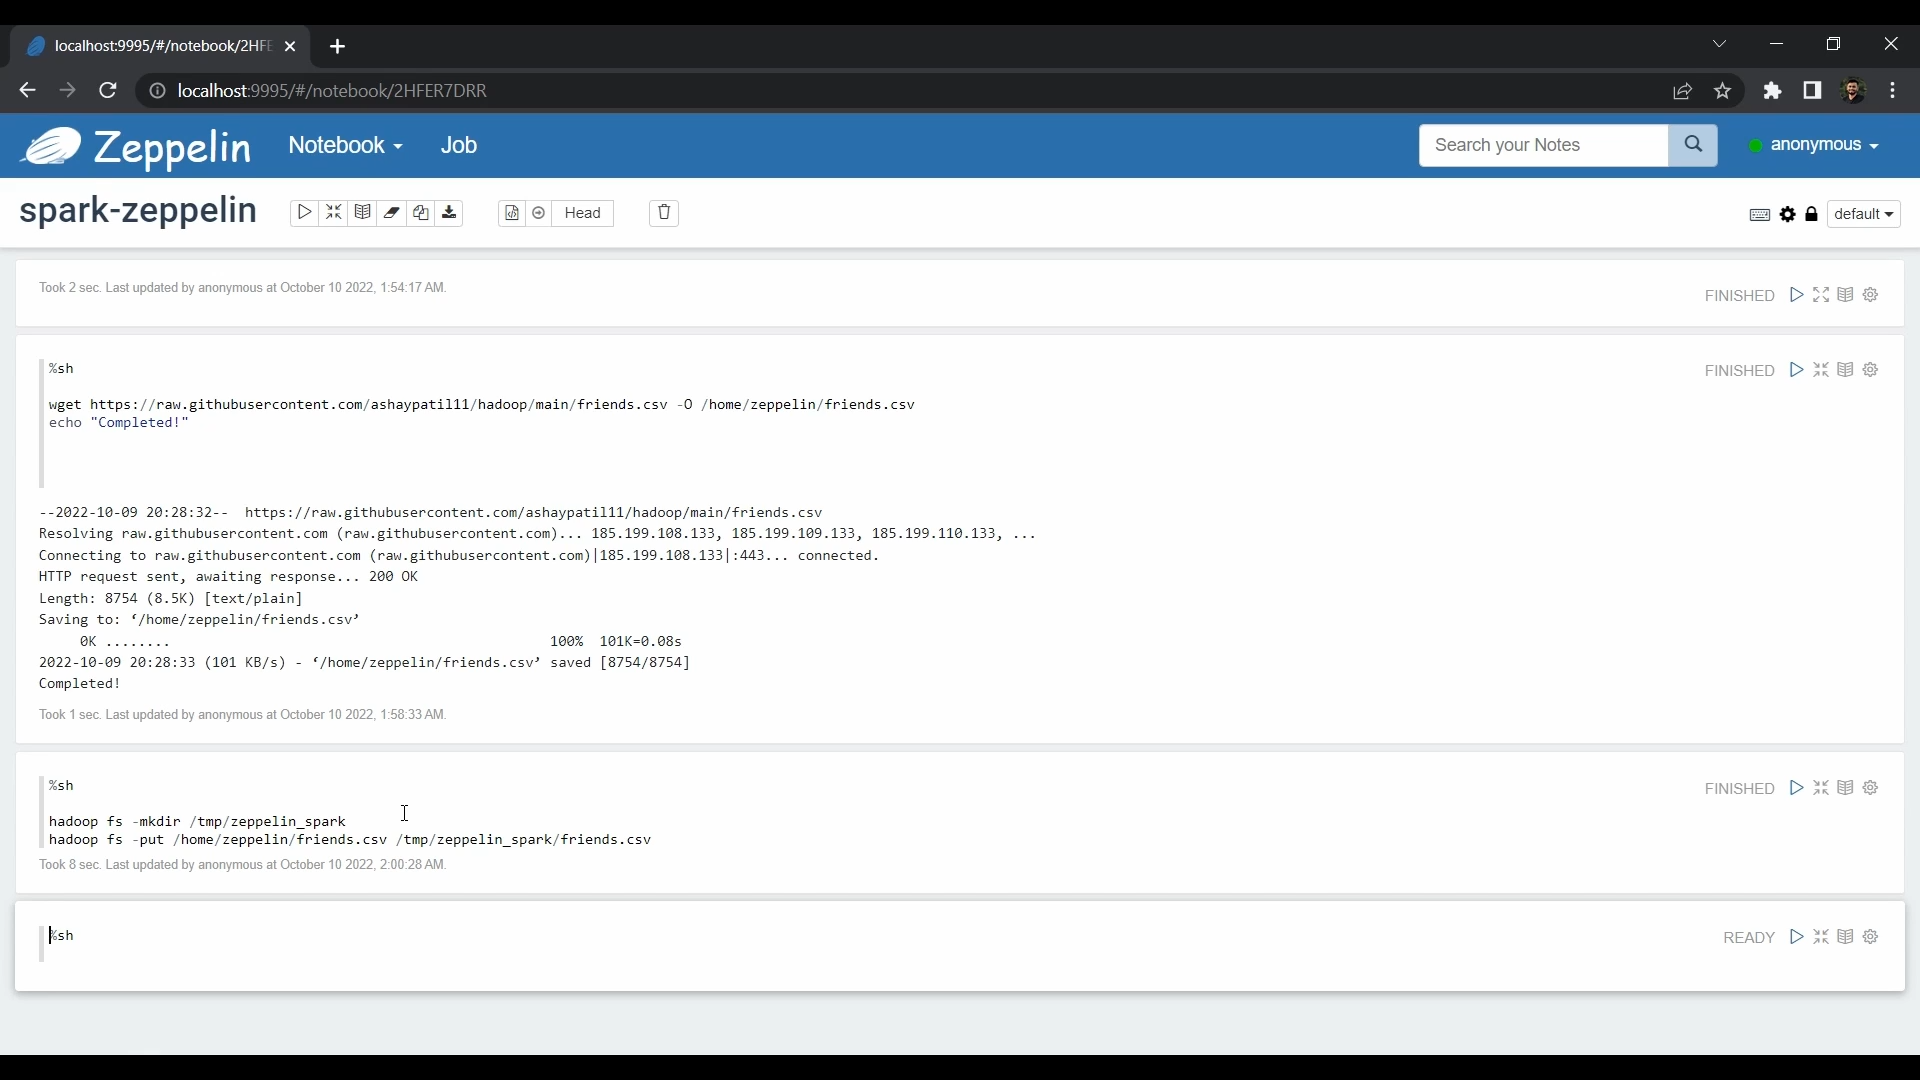 localhost:9995/#/notebook/2HFE
localhost:9995/#/notebook/2HFER7DRR
Zeppelin Notebook Job Search your Notes anonymous
spark-zeppelin Head default
Took 2 sec. Last updated by anonymous at October 10 2022, 1:54:17 AM.
FINISHED
%sh
FINISHED
wget https://raw.githubusercontent.com/ashaypatil11/hadoop/main/friends.csv -O /home/zeppelin/friends.csv
echo "Completed!"
--2022-10-09 20:28:32--  https://raw.githubusercontent.com/ashaypatil11/hadoop/main/friends.csv
Resolving raw.githubusercontent.com (raw.githubusercontent.com)... 185.199.108.133, 185.199.109.133, 185.199.110.133, ...
Connecting to raw.githubusercontent.com (raw.githubusercontent.com)|185.199.108.133|:443... connected.
HTTP request sent, awaiting response... 200 OK
Length: 8754 (8.5K) [text/plain]
Saving to: ‘/home/zeppelin/friends.csv’
0K ........ 100% 101K=0.08s
2022-10-09 20:28:33 (101 KB/s) - ‘/home/zeppelin/friends.csv’ saved [8754/8754]
Completed!
Took 1 sec. Last updated by anonymous at October 10 2022, 1:58:33 AM.
%sh
FINISHED
hadoop fs -mkdir /tmp/zeppelin_spark
hadoop fs -put /home/zeppelin/friends.csv /tmp/zeppelin_spark/friends.csv
Took 8 sec. Last updated by anonymous at October 10 2022, 2:00:28 AM.
%sh
READY